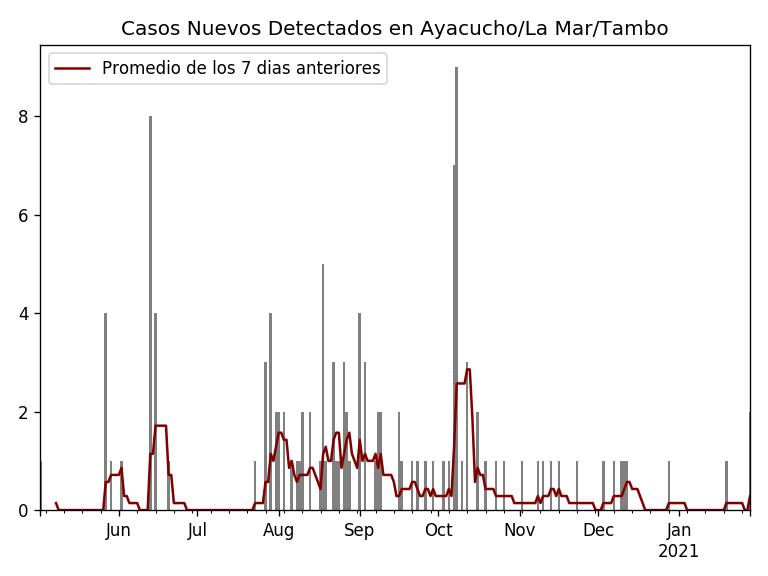 Casos Nuevos Detectados en Ayacucho/La Mar/Tambo
Promedio de los 7 dias anteriores
8
6
4
2
0
Jun Jul Aug Sep Oct Nov Dec Jan
2021